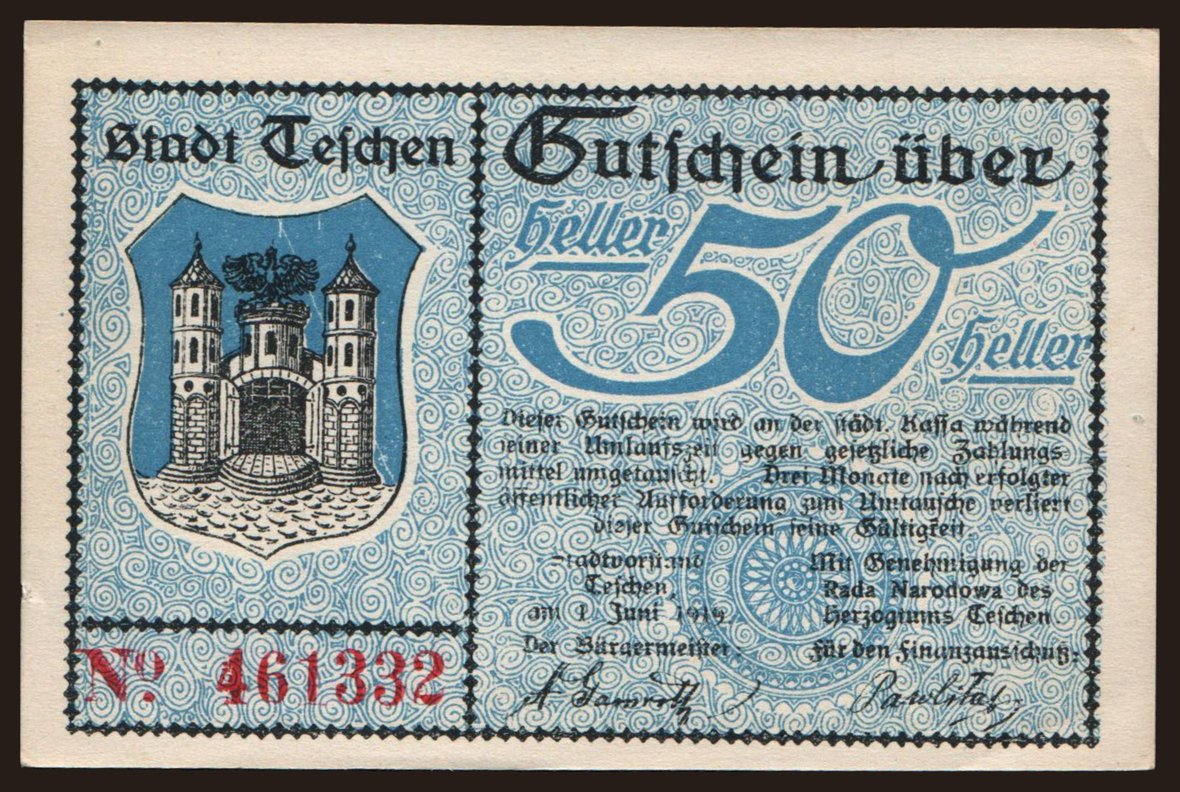 Stadt Teschen
Gutschein über
Heller 50
Heller
Dieser Gutschein wird an der städt. Kassa während
seiner Umlaufszeit gegen gesetzliche Zahlungs-
mittel umgetauscht. Drei Monate nach erfolgter
öffentlicher Aufforderung zum Umtausche verliert
dieser Gutschein seine Gültigkeit.
Stadtvorstand
Teschen,
am 1. Juni 1919.
Der Bürgermeister:
Mit Genehmigung der
Rada Narodowa des
Herzogtums Teschen
für den Finanzausschuß:
No. 461332